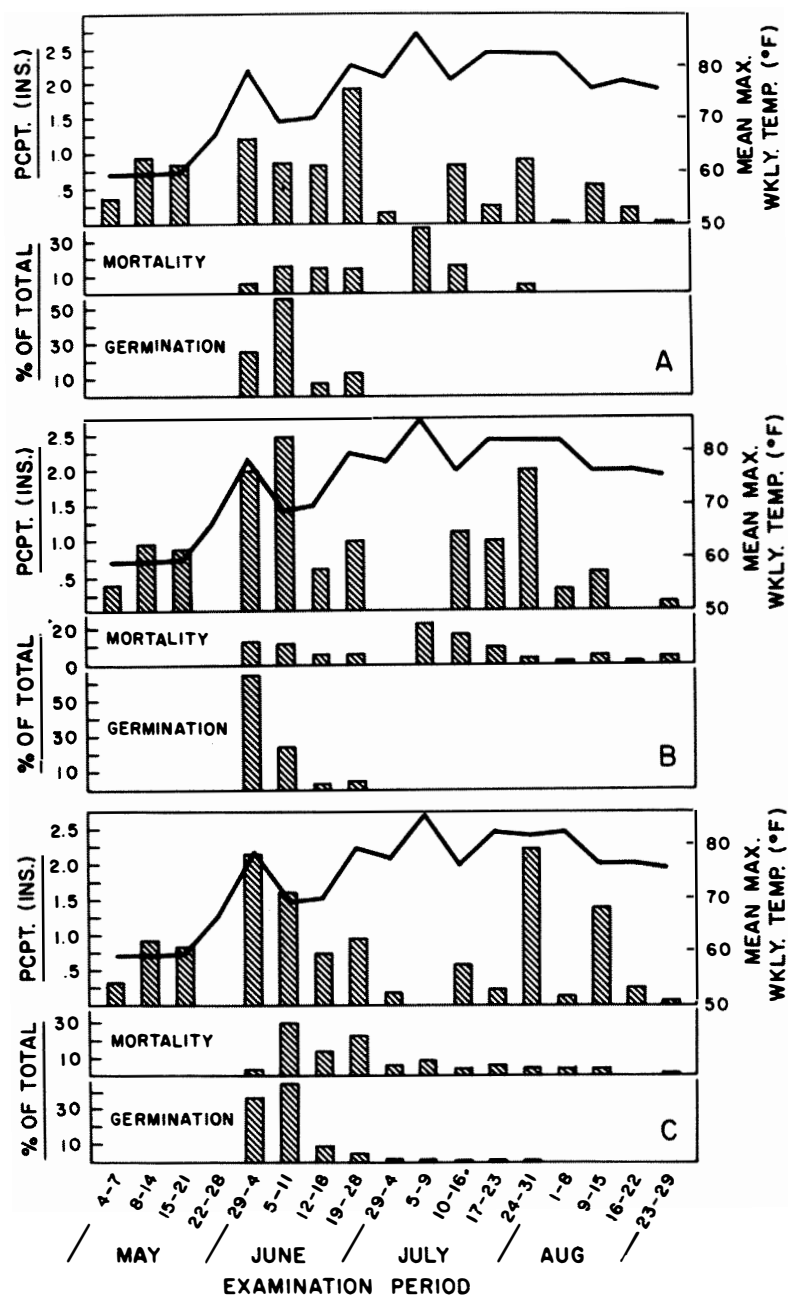 PCPT. (INS.)
2 5
2 0
1.5
1.0
.5
80
70
60
50
MEAN MAX.
WKLY. TEMP. (°F)
% OF TOTAL
MORTALITY
30
10
GERMINATION
50
30
10
A
PCPT. (INS.)
2.5
2.0
1.5
1.0
.5
80
70
60
50
MEAN MAX.
WKLY. TEMP. (°F)
% OF TOTAL
MORTALITY
20
0
GERMINATION
50
30
10
B
PCPT. (INS.)
2.5
2.0
1.5
1.0
.5
80
70
60
50
MEAN MAX.
WKLY. TEMP. (°F)
% OF TOTAL
MORTALITY
30
10
GERMINATION
30
10
C
4-7 8-14 15-21 22-28 29-4 5-11 12-18 19-28 29-4 5-9 10-16 17-23 24-31 1-8 9-15 16-22 23-29
MAY JUNE JULY AUG
EXAMINATION PERIOD